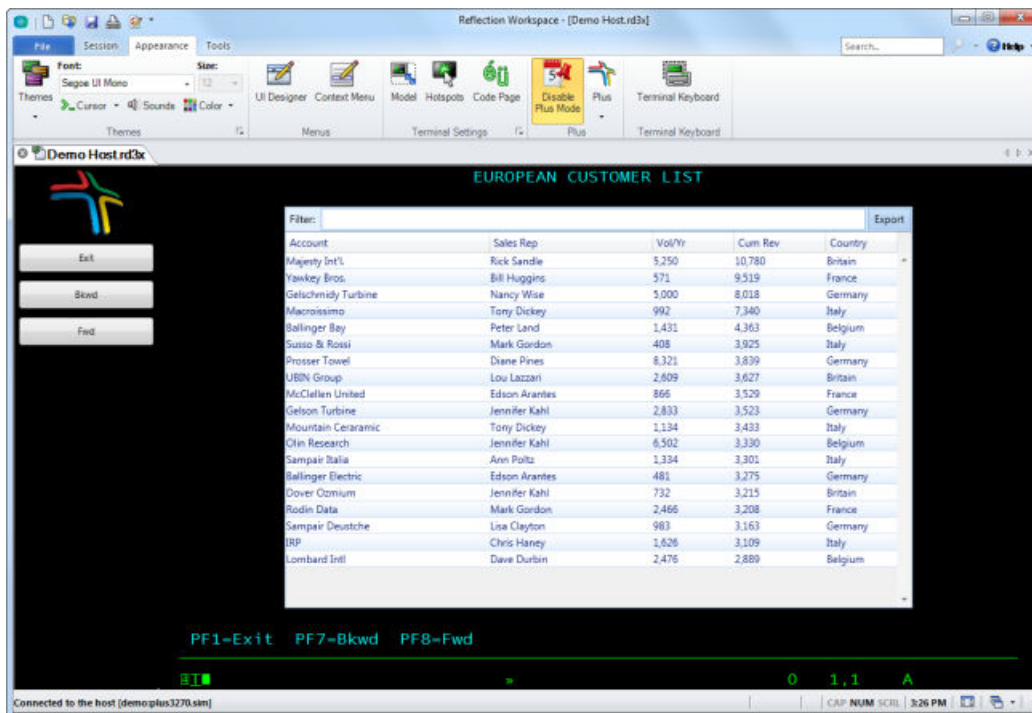 Reflection Workspace - [Demo Host.rd3x]
File Session Appearance Tools Search... Help
Font: Size:
Themes Segoe UI Mono 12 UI Designer Context Menu Model Hotspots Code Page Disable Plus Mode Plus Terminal Keyboard
Cursor Sounds Color
Themes Menus Terminal Settings Plus Terminal Keyboard
Demo Host.rd3x
EUROPEAN CUSTOMER LIST
Exit
Bkwd
Fwd
Filter: Export
Account Sales Rep Vol/Yr Cum Rev Country
Majesty Int'l. Rick Sandle 5,250 10,780 Britain
Yawkey Bros. Bill Huggins 571 9,519 France
Gelschmidy Turbine Nancy Wise 5,000 8,018 Germany
Macroissimo Tony Dickey 992 7,340 Italy
Ballinger Bay Peter Land 1,431 4,363 Belgium
Susso & Rossi Mark Gordon 408 3,925 Italy
Prosser Towel Diane Pines 8,321 3,839 Germany
UBIN Group Lou Lazzari 2,609 3,627 Britain
McClellen United Edson Arantes 866 3,529 France
Gelson Turbine Jennifer Kahl 2,833 3,523 Germany
Mountain Ceraramic Tony Dickey 1,134 3,433 Italy
Olin Research Jennifer Kahl 6,502 3,330 Belgium
Sampair Italia Ann Poltz 1,334 3,301 Italy
Ballinger Electric Edson Arantes 481 3,275 Germany
Dover Ozmium Jennifer Kahl 732 3,215 Britain
Rodin Data Mark Gordon 2,466 3,208 France
Sampair Deustche Lisa Clayton 983 3,163 Germany
IRP Chris Haney 1,626 3,109 Italy
Lombard Intl Dave Durbin 2,476 2,889 Belgium
PF1=Exit PF7=Bkwd PF8=Fwd
» O 1,1 A
Connected to the host [demo:plus3270.sim] CAP NUM SCRL 3:26 PM